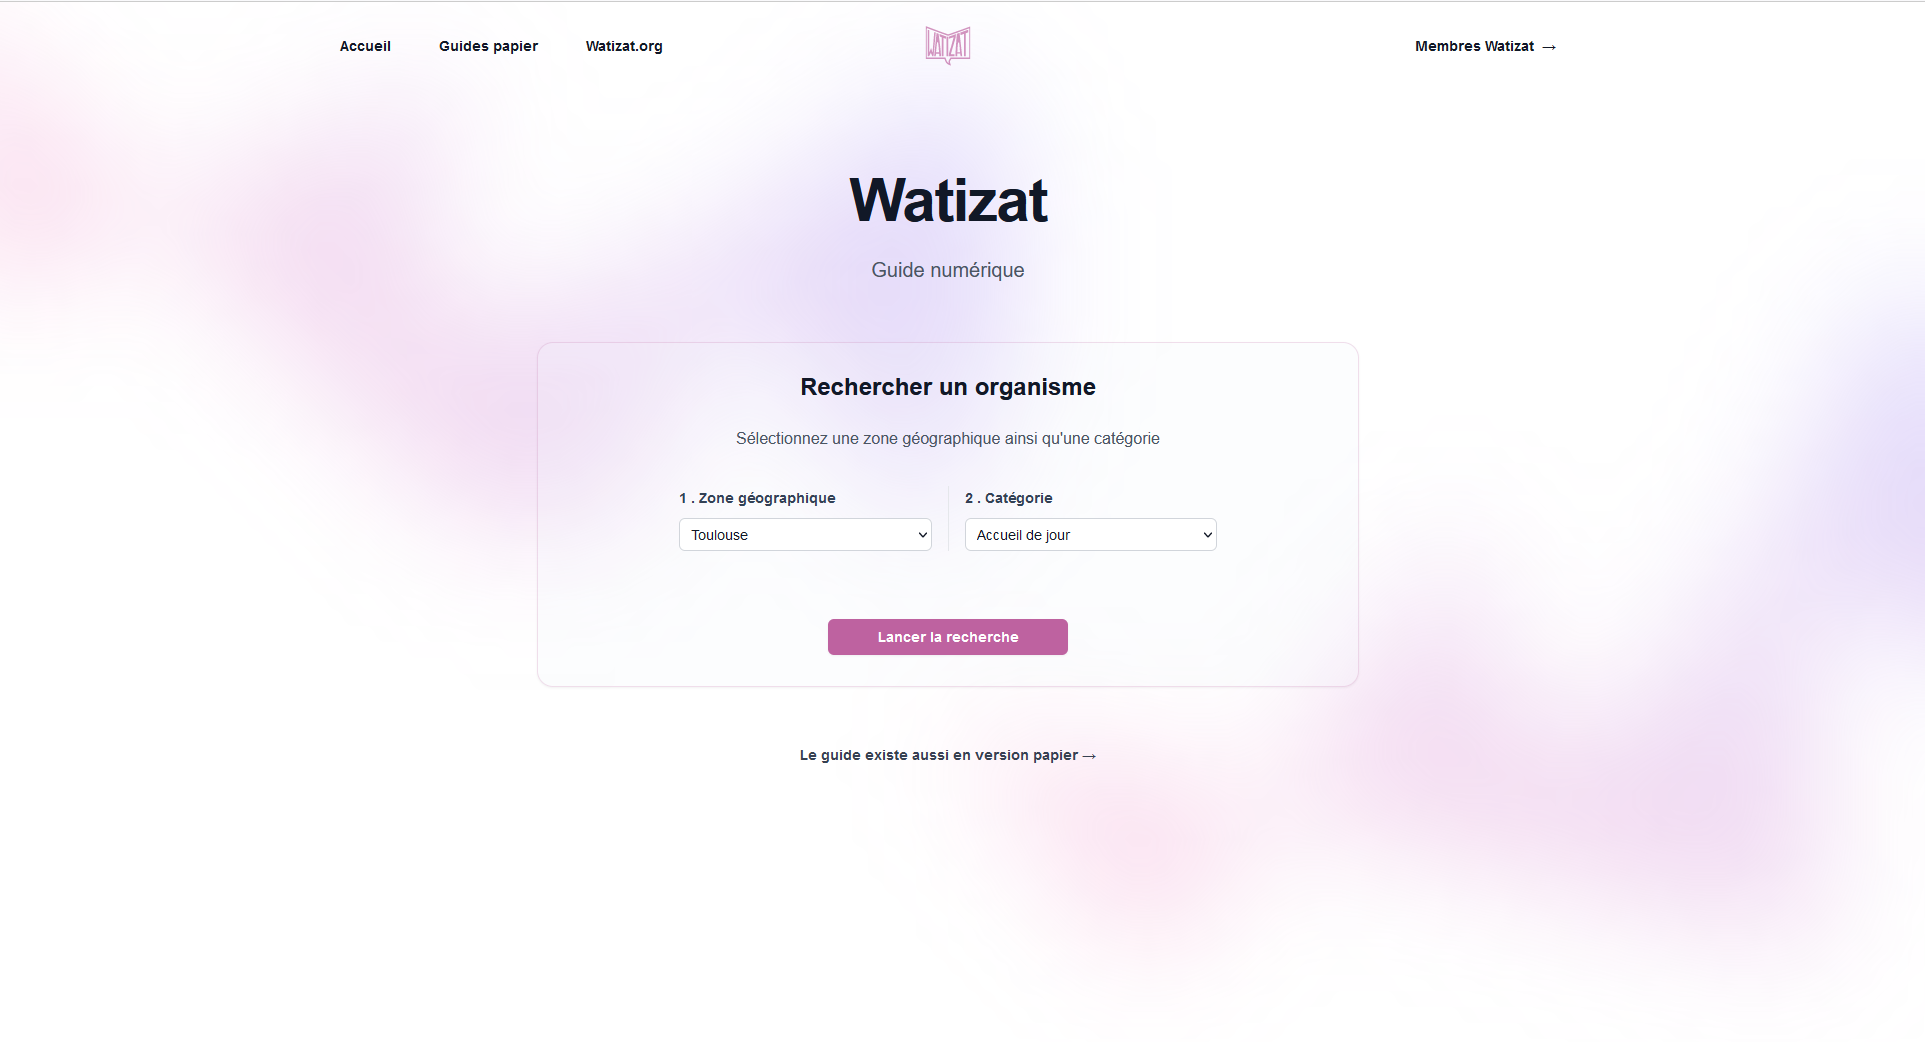 Accueil
Guides papier
Watizat.org
WATIZAT
Membres Watizat →
Watizat
Guide numérique
Rechercher un organisme
Sélectionnez une zone géographique ainsi qu'une catégorie
1 . Zone géographique
Toulouse
2 . Catégorie
Accueil de jour
Lancer la recherche
Le guide existe aussi en version papier →